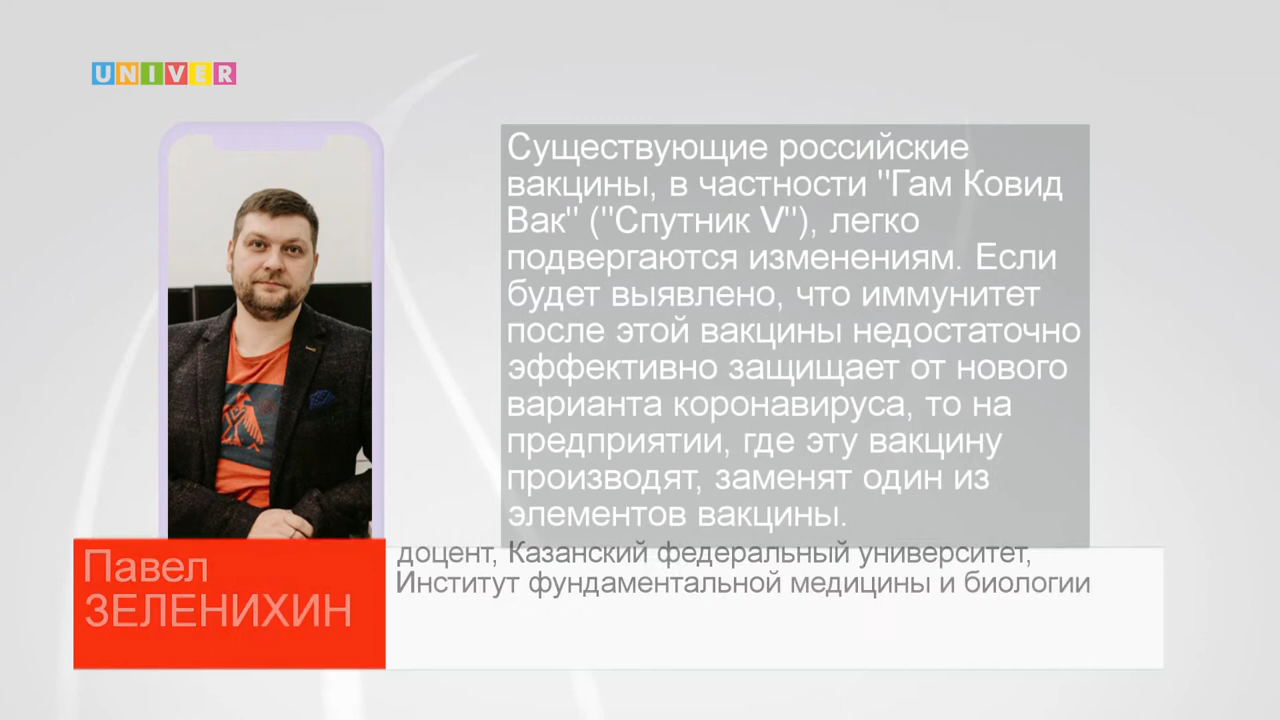 UNIVER
Существующие российские
вакцины, в частности "Гам Ковид
Вак" ("Спутник V"), легко
подвергаются изменениям. Если
будет выявлено, что иммунитет
после этой вакцины недостаточно
эффективно защищает от нового
варианта коронавируса, то на
предприятии, где эту вакцину
производят, заменят один из
элементов вакцины.
Павел
ЗЕЛЕНИХИН
доцент, Казанский федеральный университет,
Институт фундаментальной медицины и биологии